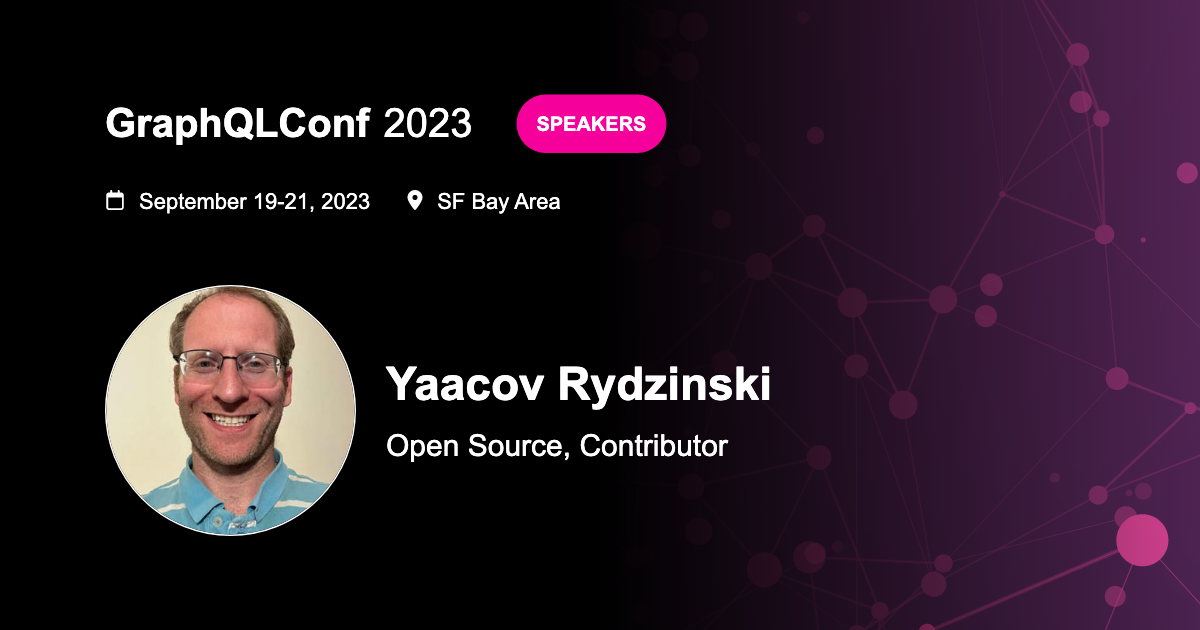 GraphQLConf 2023 SPEAKERS
September 19-21, 2023 SF Bay Area
Yaacov Rydzinski
Open Source, Contributor